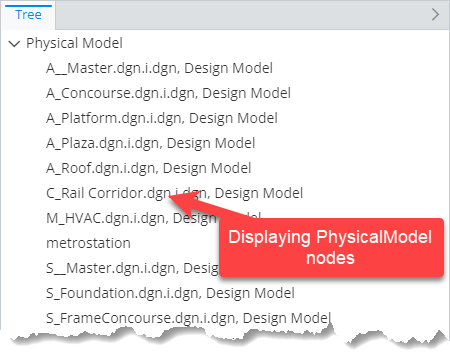 Tree
Physical Model
A__Master.dgn.i.dgn, Design Model
A_Concourse.dgn.i.dgn, Design Model
A_Platform.dgn.i.dgn, Design Model
A_Plaza.dgn.i.dgn, Design Model
A_Roof.dgn.i.dgn, Design Model
C_Rail Corridor.dgn.i.dgn, Design Model
M_HVAC.dgn.i.dgn, Design Model
Displaying PhysicalModel
nodes
metrostation
S__Master.dgn.i.dgn, Design Model
S_Foundation.dgn.i.dgn, Design Model
S_FrameConcourse.dgn.i.dgn, Design Model